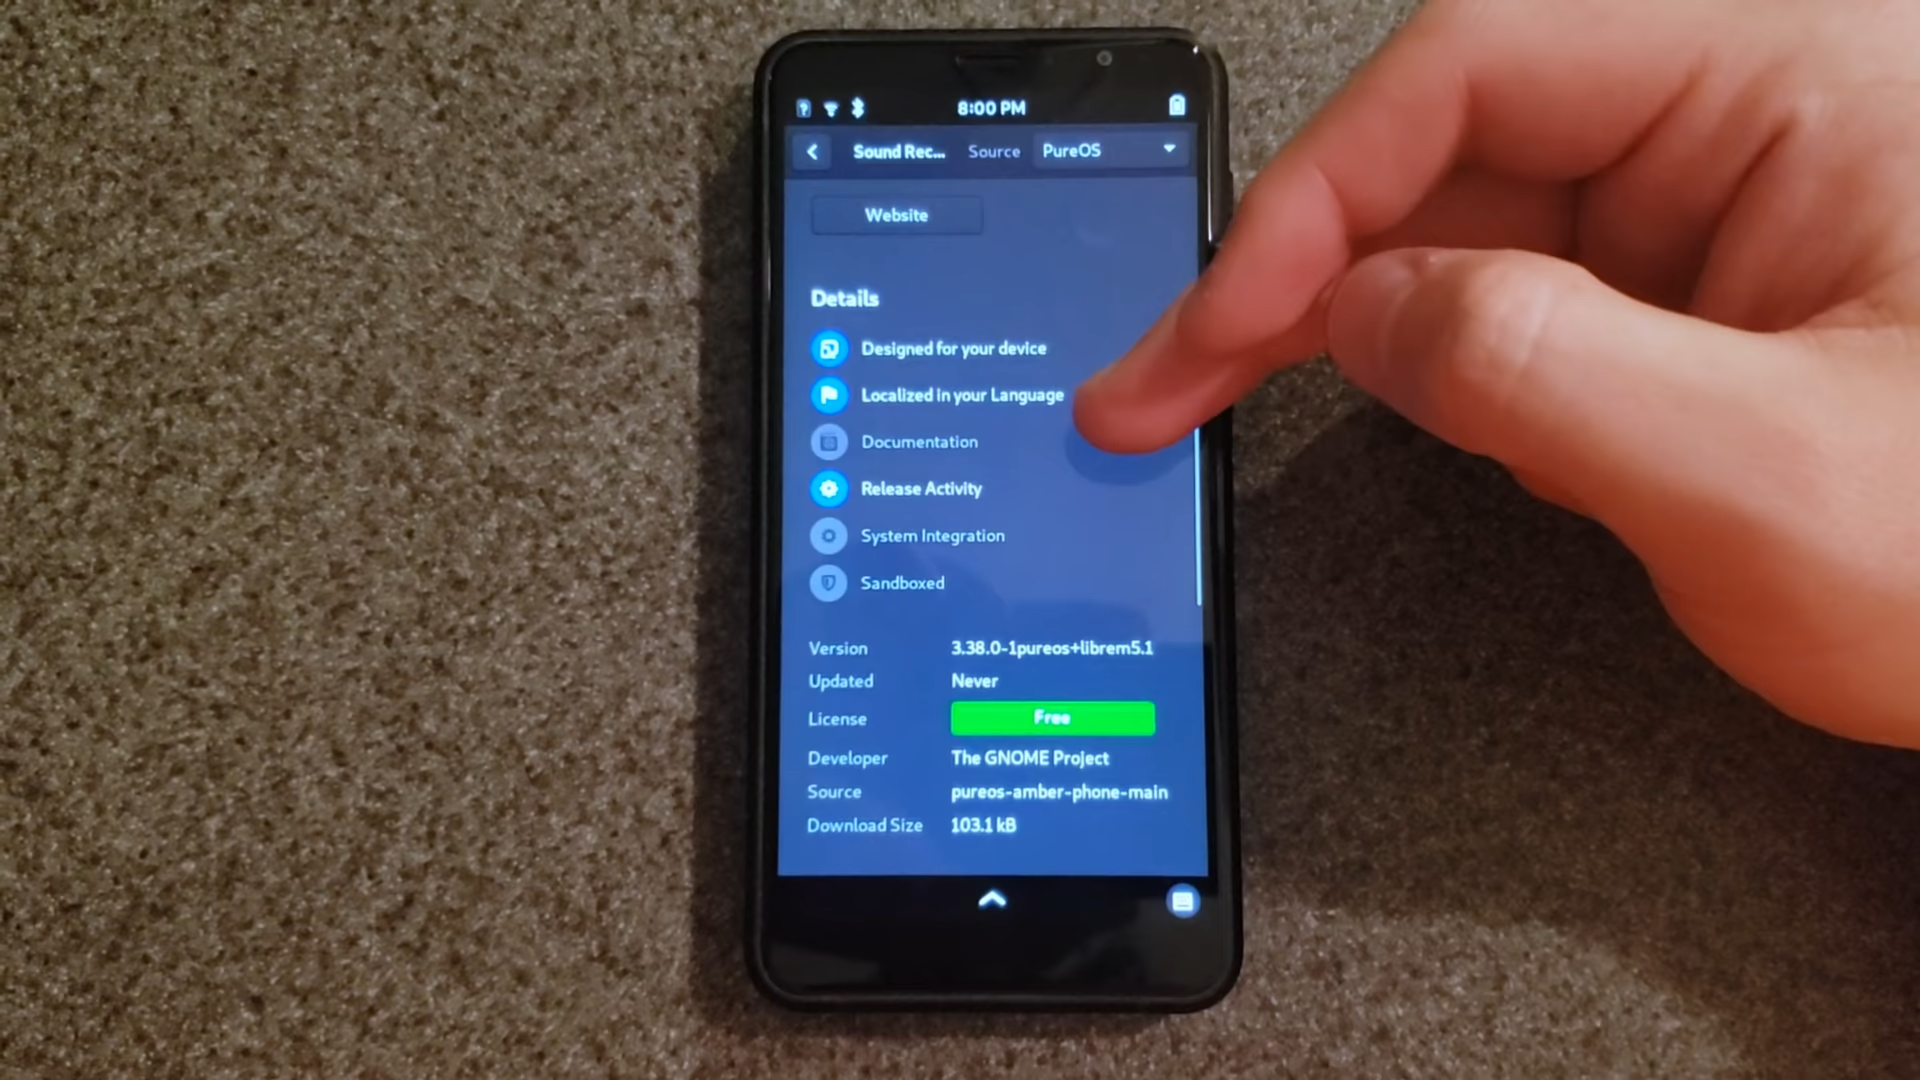 8:00 PM
Sound Rec... Source PureOS
Website
Details
Designed for your device
Localized in your Language
Documentation
Release Activity
System Integration
Sandboxed
Version 3.38.0-1pureos+librem5.1
Updated Never
License Free
Developer The GNOME Project
Source pureos-amber-phone-main
Download Size 103.1 kB